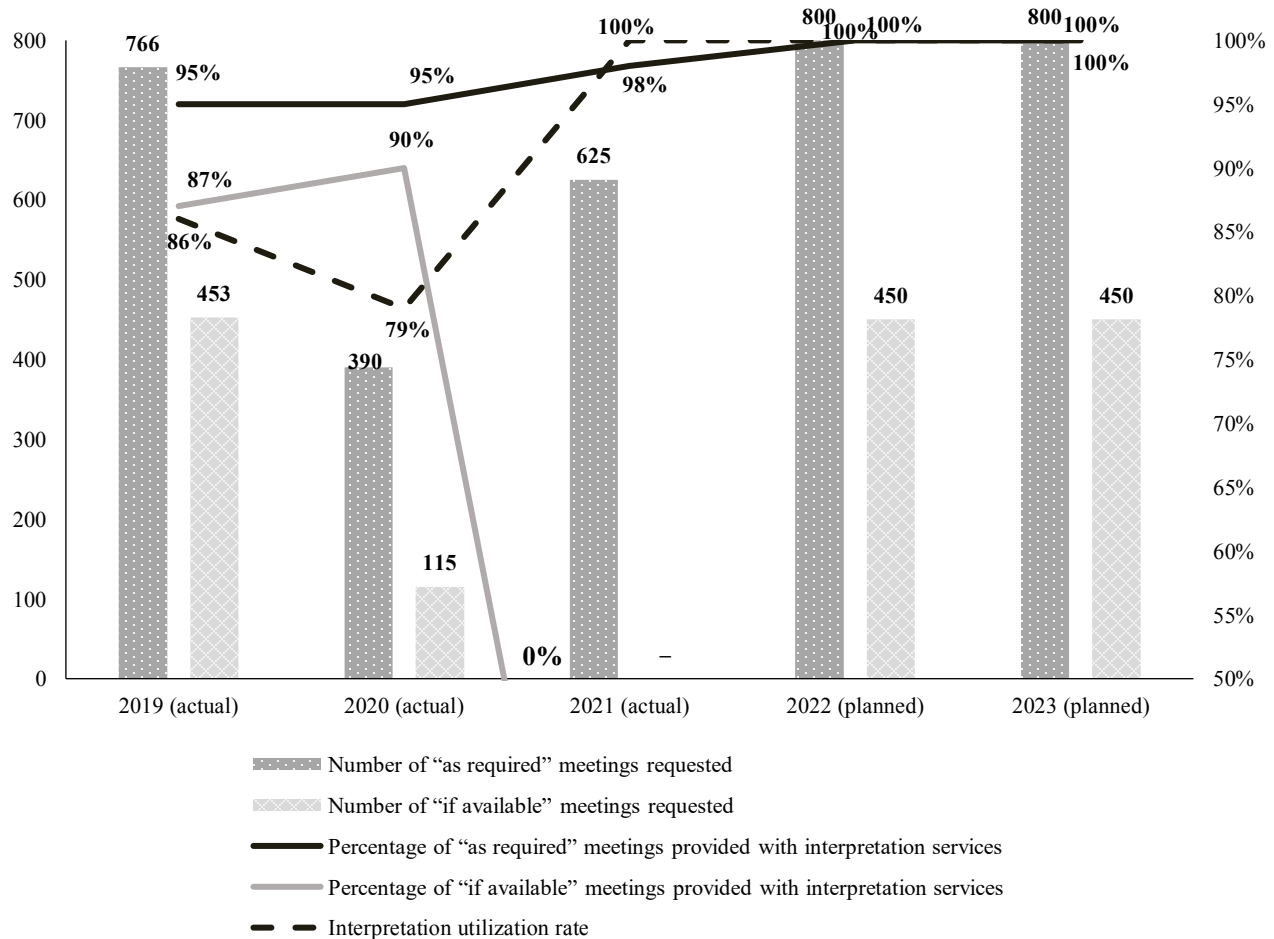 800 100% 800 100%
100%
800 766 100% 100% 100%
95% 95% 98% 100%
700 95%
90%
625
600 87% 90%
86% 85%
500 453 450 450 80%
79%
400 390 75%
70%
300
65%
200
115 60%
100 55%
0% –
0 50%
2019 (actual) 2020 (actual) 2021 (actual) 2022 (planned) 2023 (planned)
Number of “as required” meetings requested
Number of “if available” meetings requested
Percentage of “as required” meetings provided with interpretation services
Percentage of “if available” meetings provided with interpretation services
Interpretation utilization rate